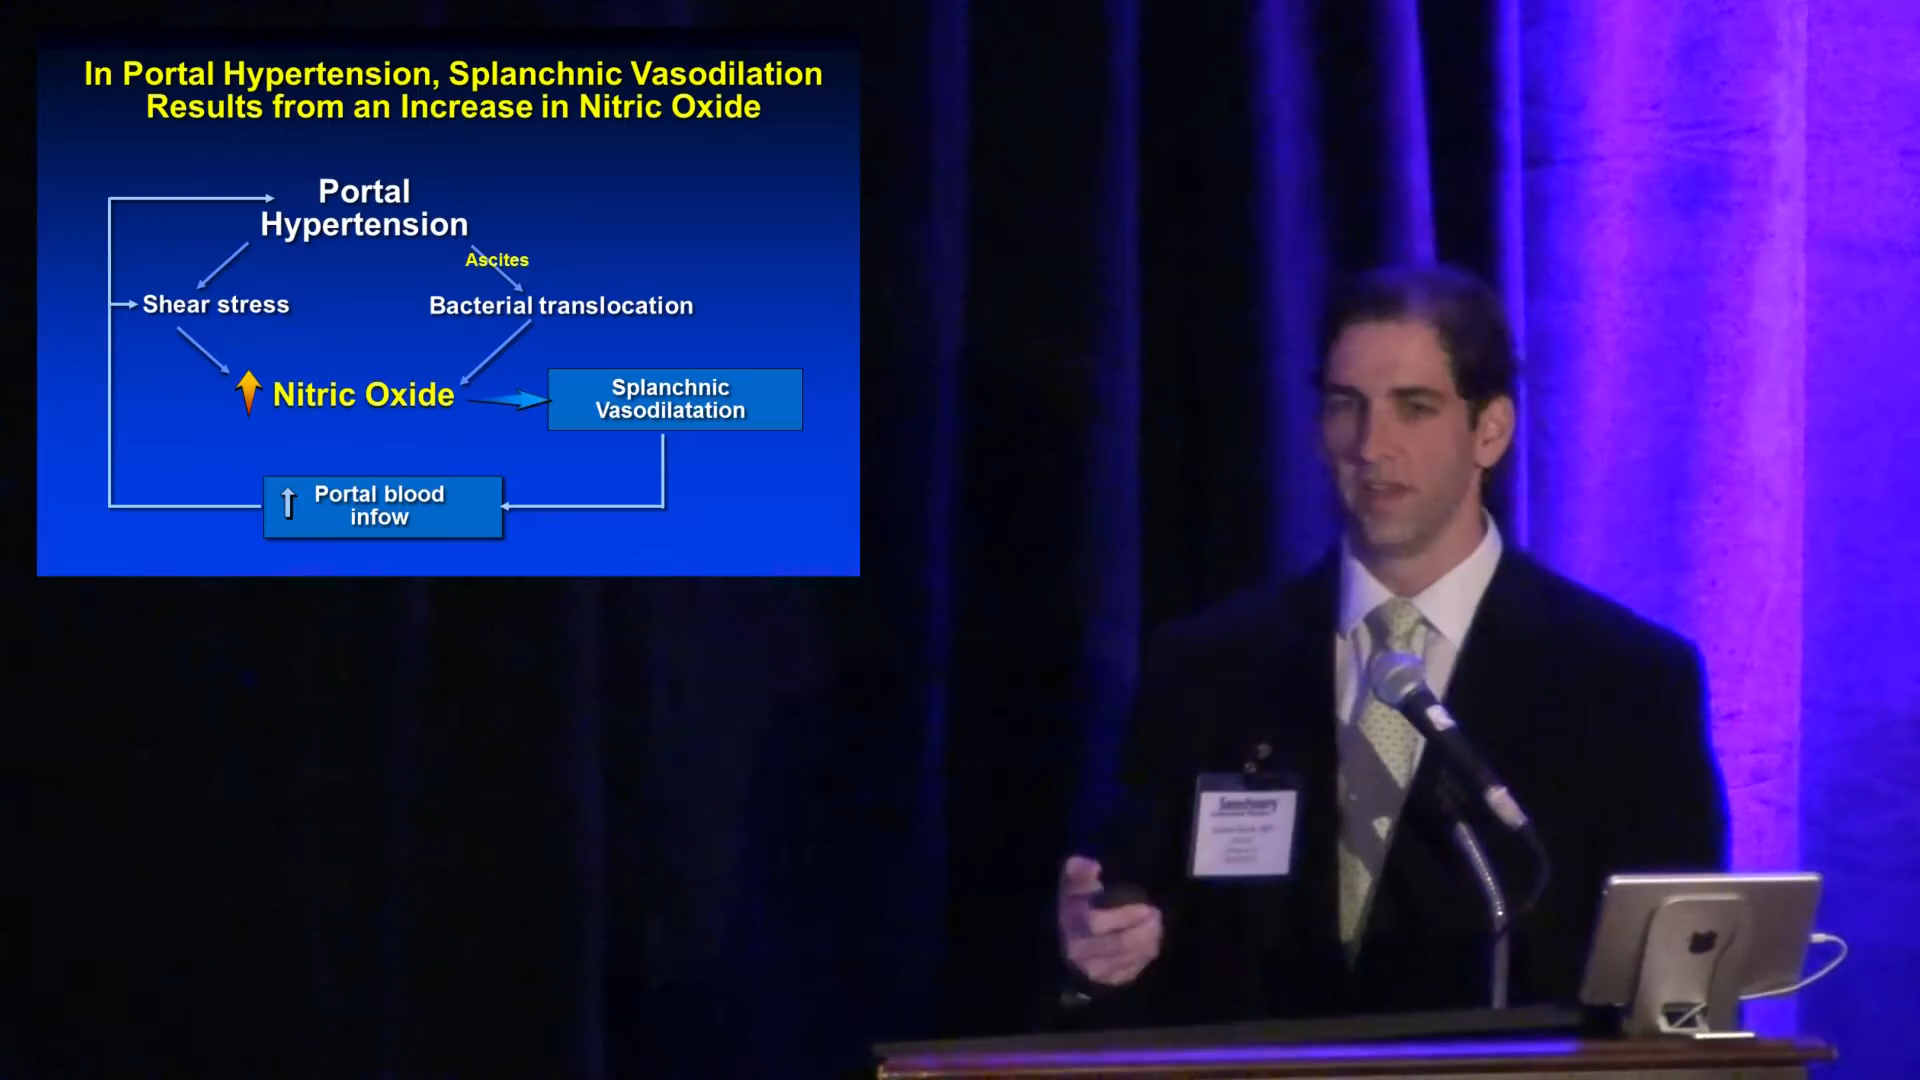 In Portal Hypertension, Splanchnic Vasodilation
Results from an Increase in Nitric Oxide
Portal
Hypertension
Ascites
Shear stress
Bacterial translocation
Nitric Oxide
Splanchnic
Vasodilatation
Portal blood
infow